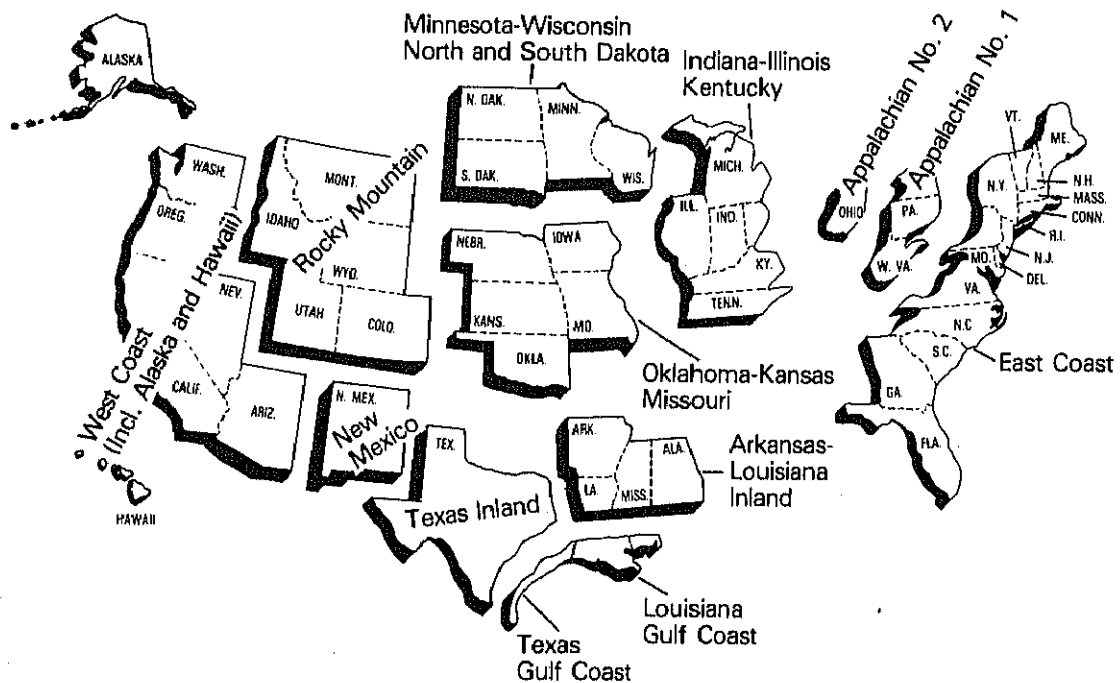 Minnesota-Wisconsin
North and South Dakota
Indiana-Illinois
Kentucky
Appalachian No. 2
Appalachian No. 1
ALASKA
WASH.
OREG.
NEV.
CALIF.
ARIZ.
West Coast
(Incl. Alaska and Hawaii)
HAWAII
MONT.
IDAHO
WYO.
UTAH
COLO.
Rocky Mountain
N. MEX.
New
Mexico
N. DAK.
MINN.
S. DAK.
WIS.
NEBR.
IOWA
KANS.
MO.
OKLA.
Oklahoma-Kansas
Missouri
TEX.
Texas Inland
ARK.
ALA.
LA.
MISS.
Arkansas-
Louisiana
Inland
Louisiana
Gulf Coast
Texas
Gulf Coast
MICH.
ILL.
IND.
KY.
TENN.
OHIO
PA.
W. VA.
VT.
ME.
N.Y.
N.H.
MASS.
CONN.
R.I.
N.J.
MD.
DEL.
VA.
N.C
S.C.
East Coast
GA.
FLA.